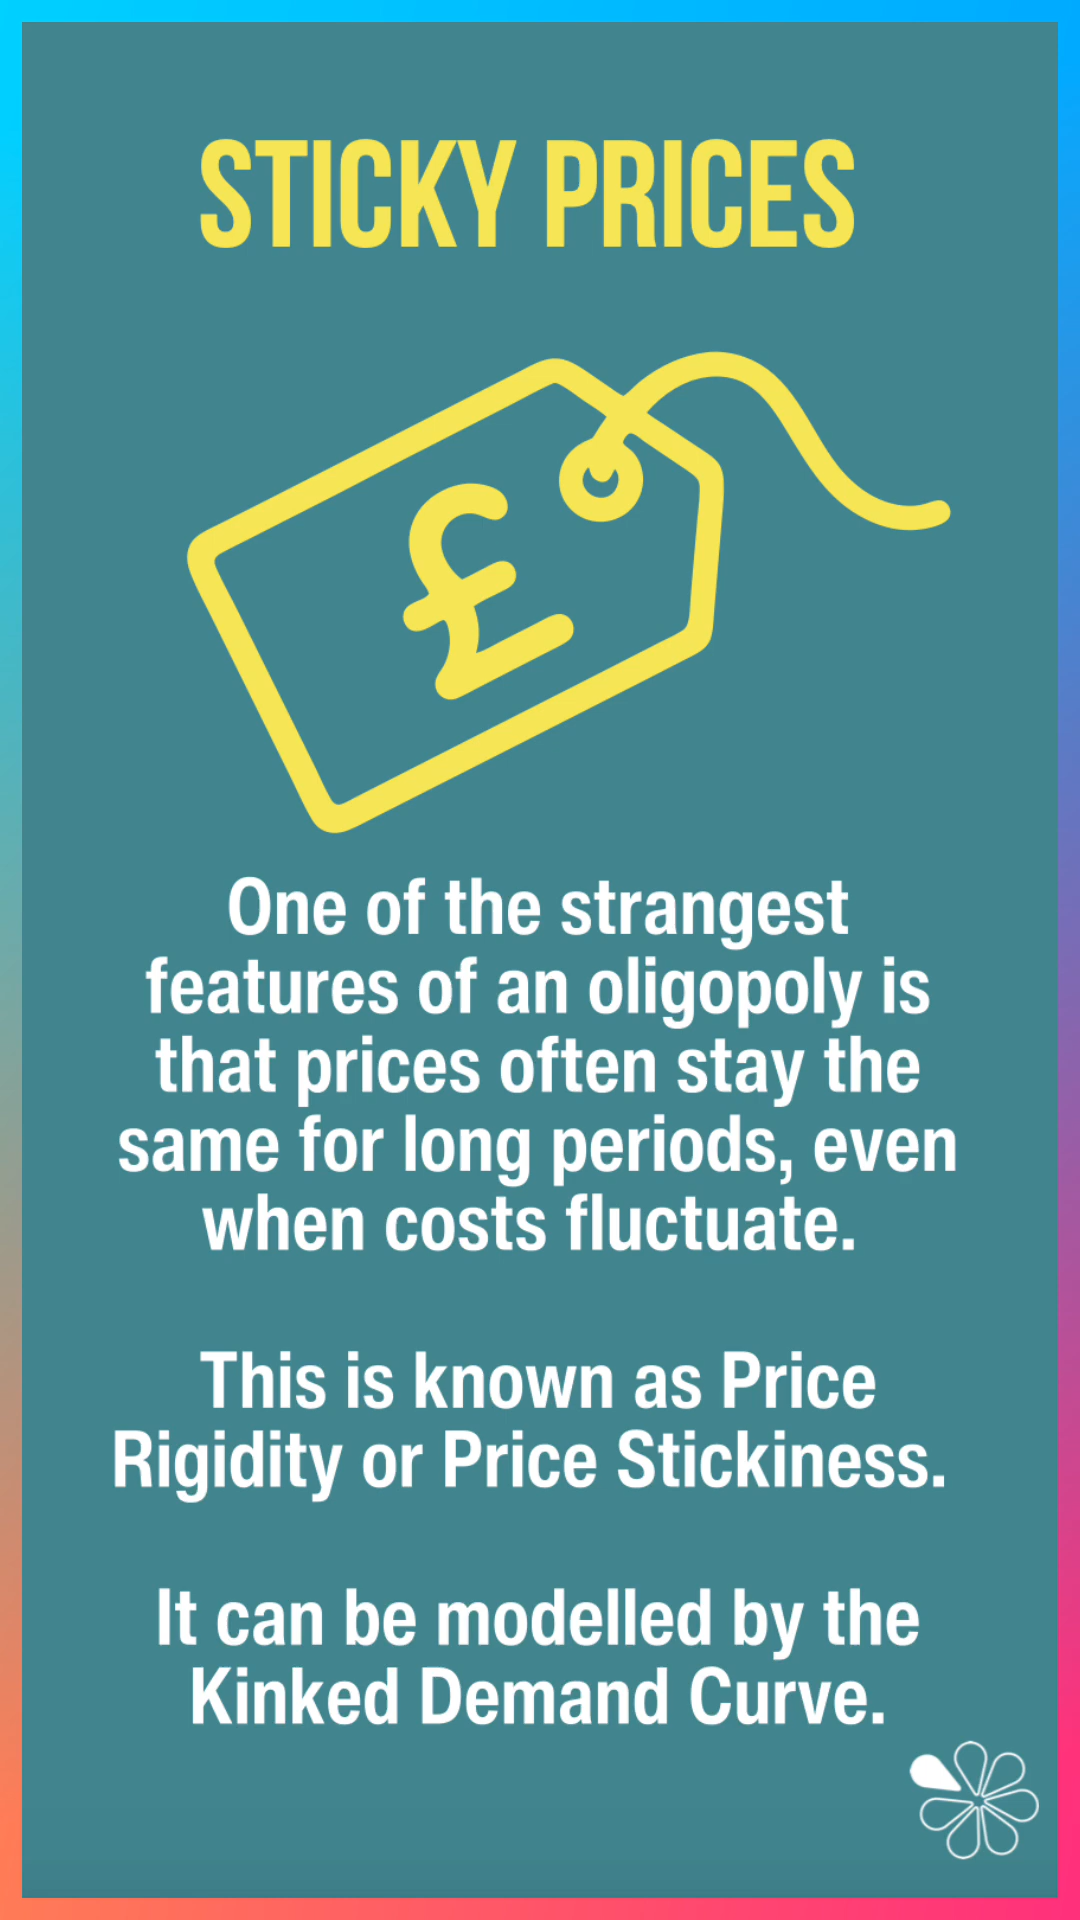 STICKY PRICES
£
One of the strangest
features of an oligopoly is
that prices often stay the
same for long periods, even
when costs fluctuate.
This is known as Price
Rigidity or Price Stickiness.
It can be modelled by the
Kinked Demand Curve.